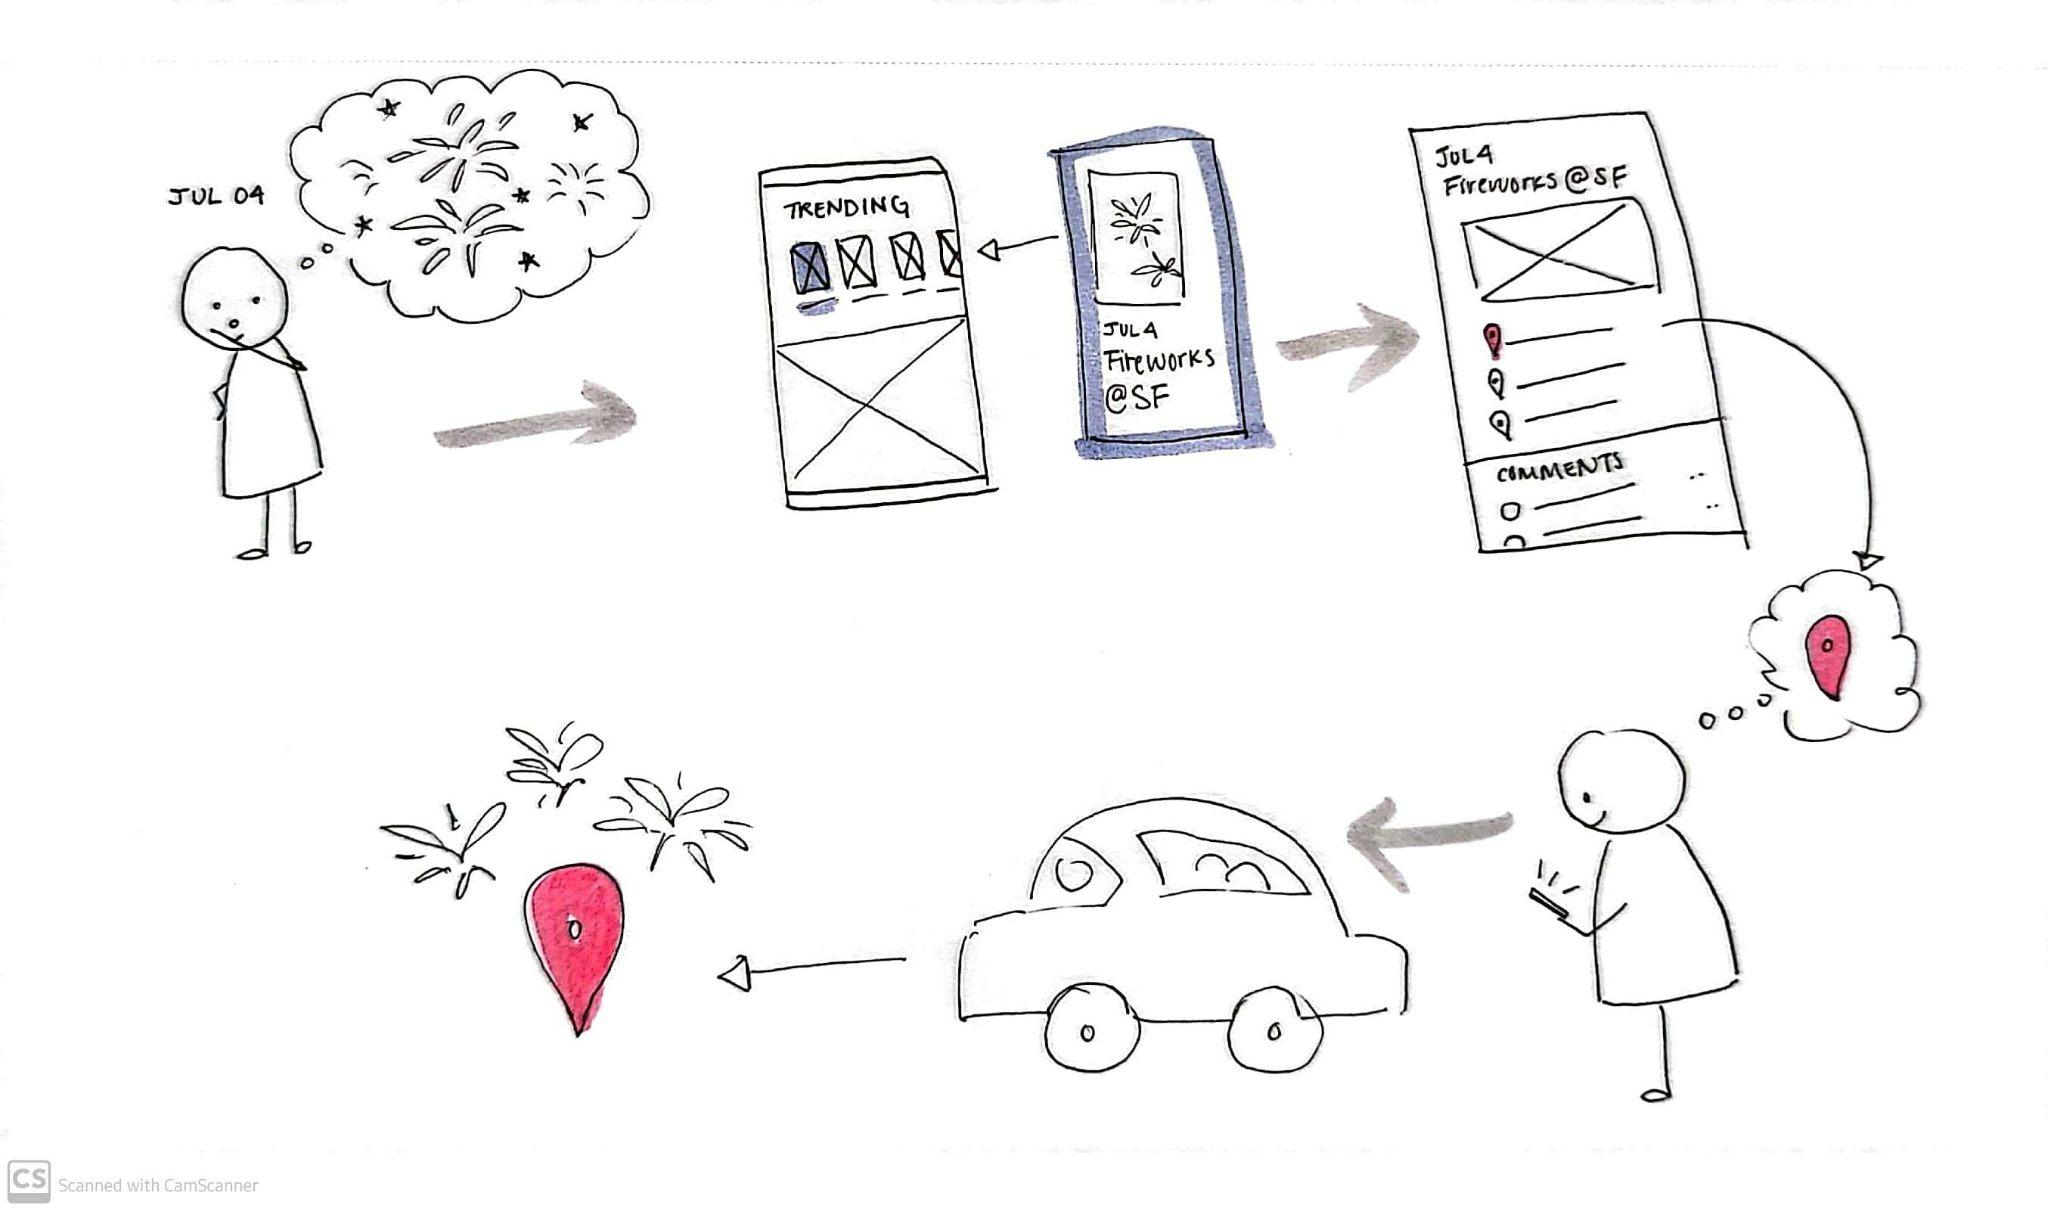 JUL 04
TRENDING
JUL 4
Fireworks
@SF
JUL 4
Fireworks @SF
COMMENTS
CS Scanned with CamScanner